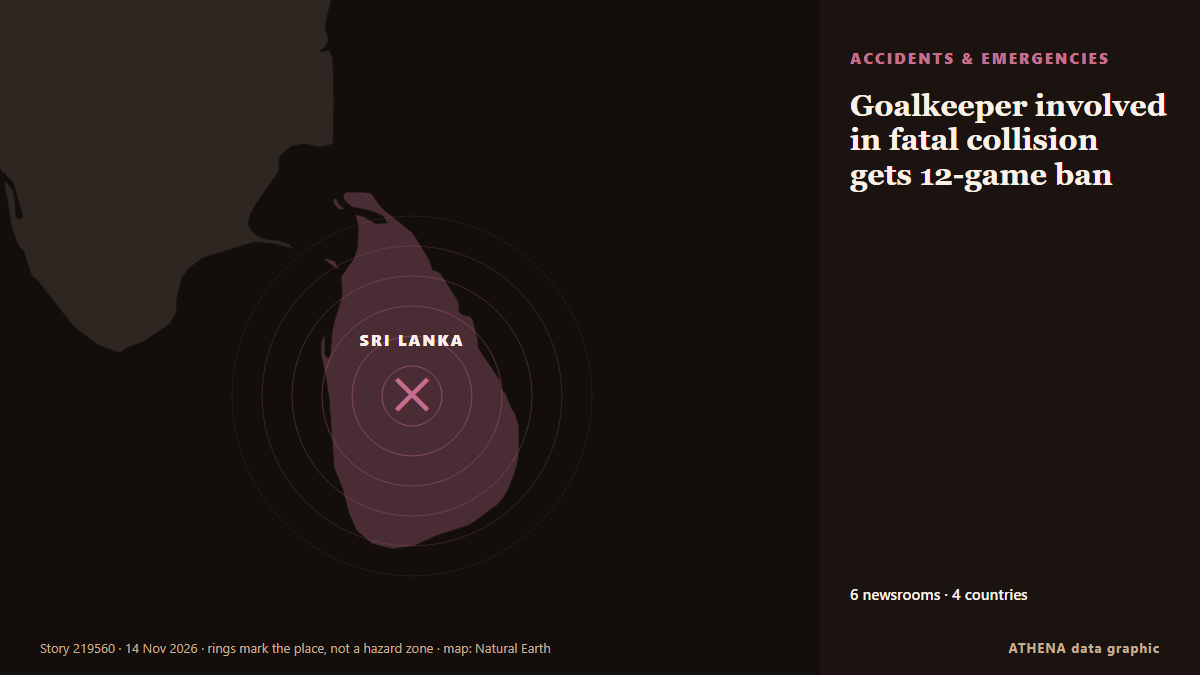 ACCIDENTS & EMERGENCIES
Goalkeeper involved
in fatal collision
gets 12-game ban
SRI LANKA
6 newsrooms · 4 countries
Story 219560 · 14 Nov 2026 · rings mark the place, not a hazard zone · map: Natural Earth
ATHENA data graphic